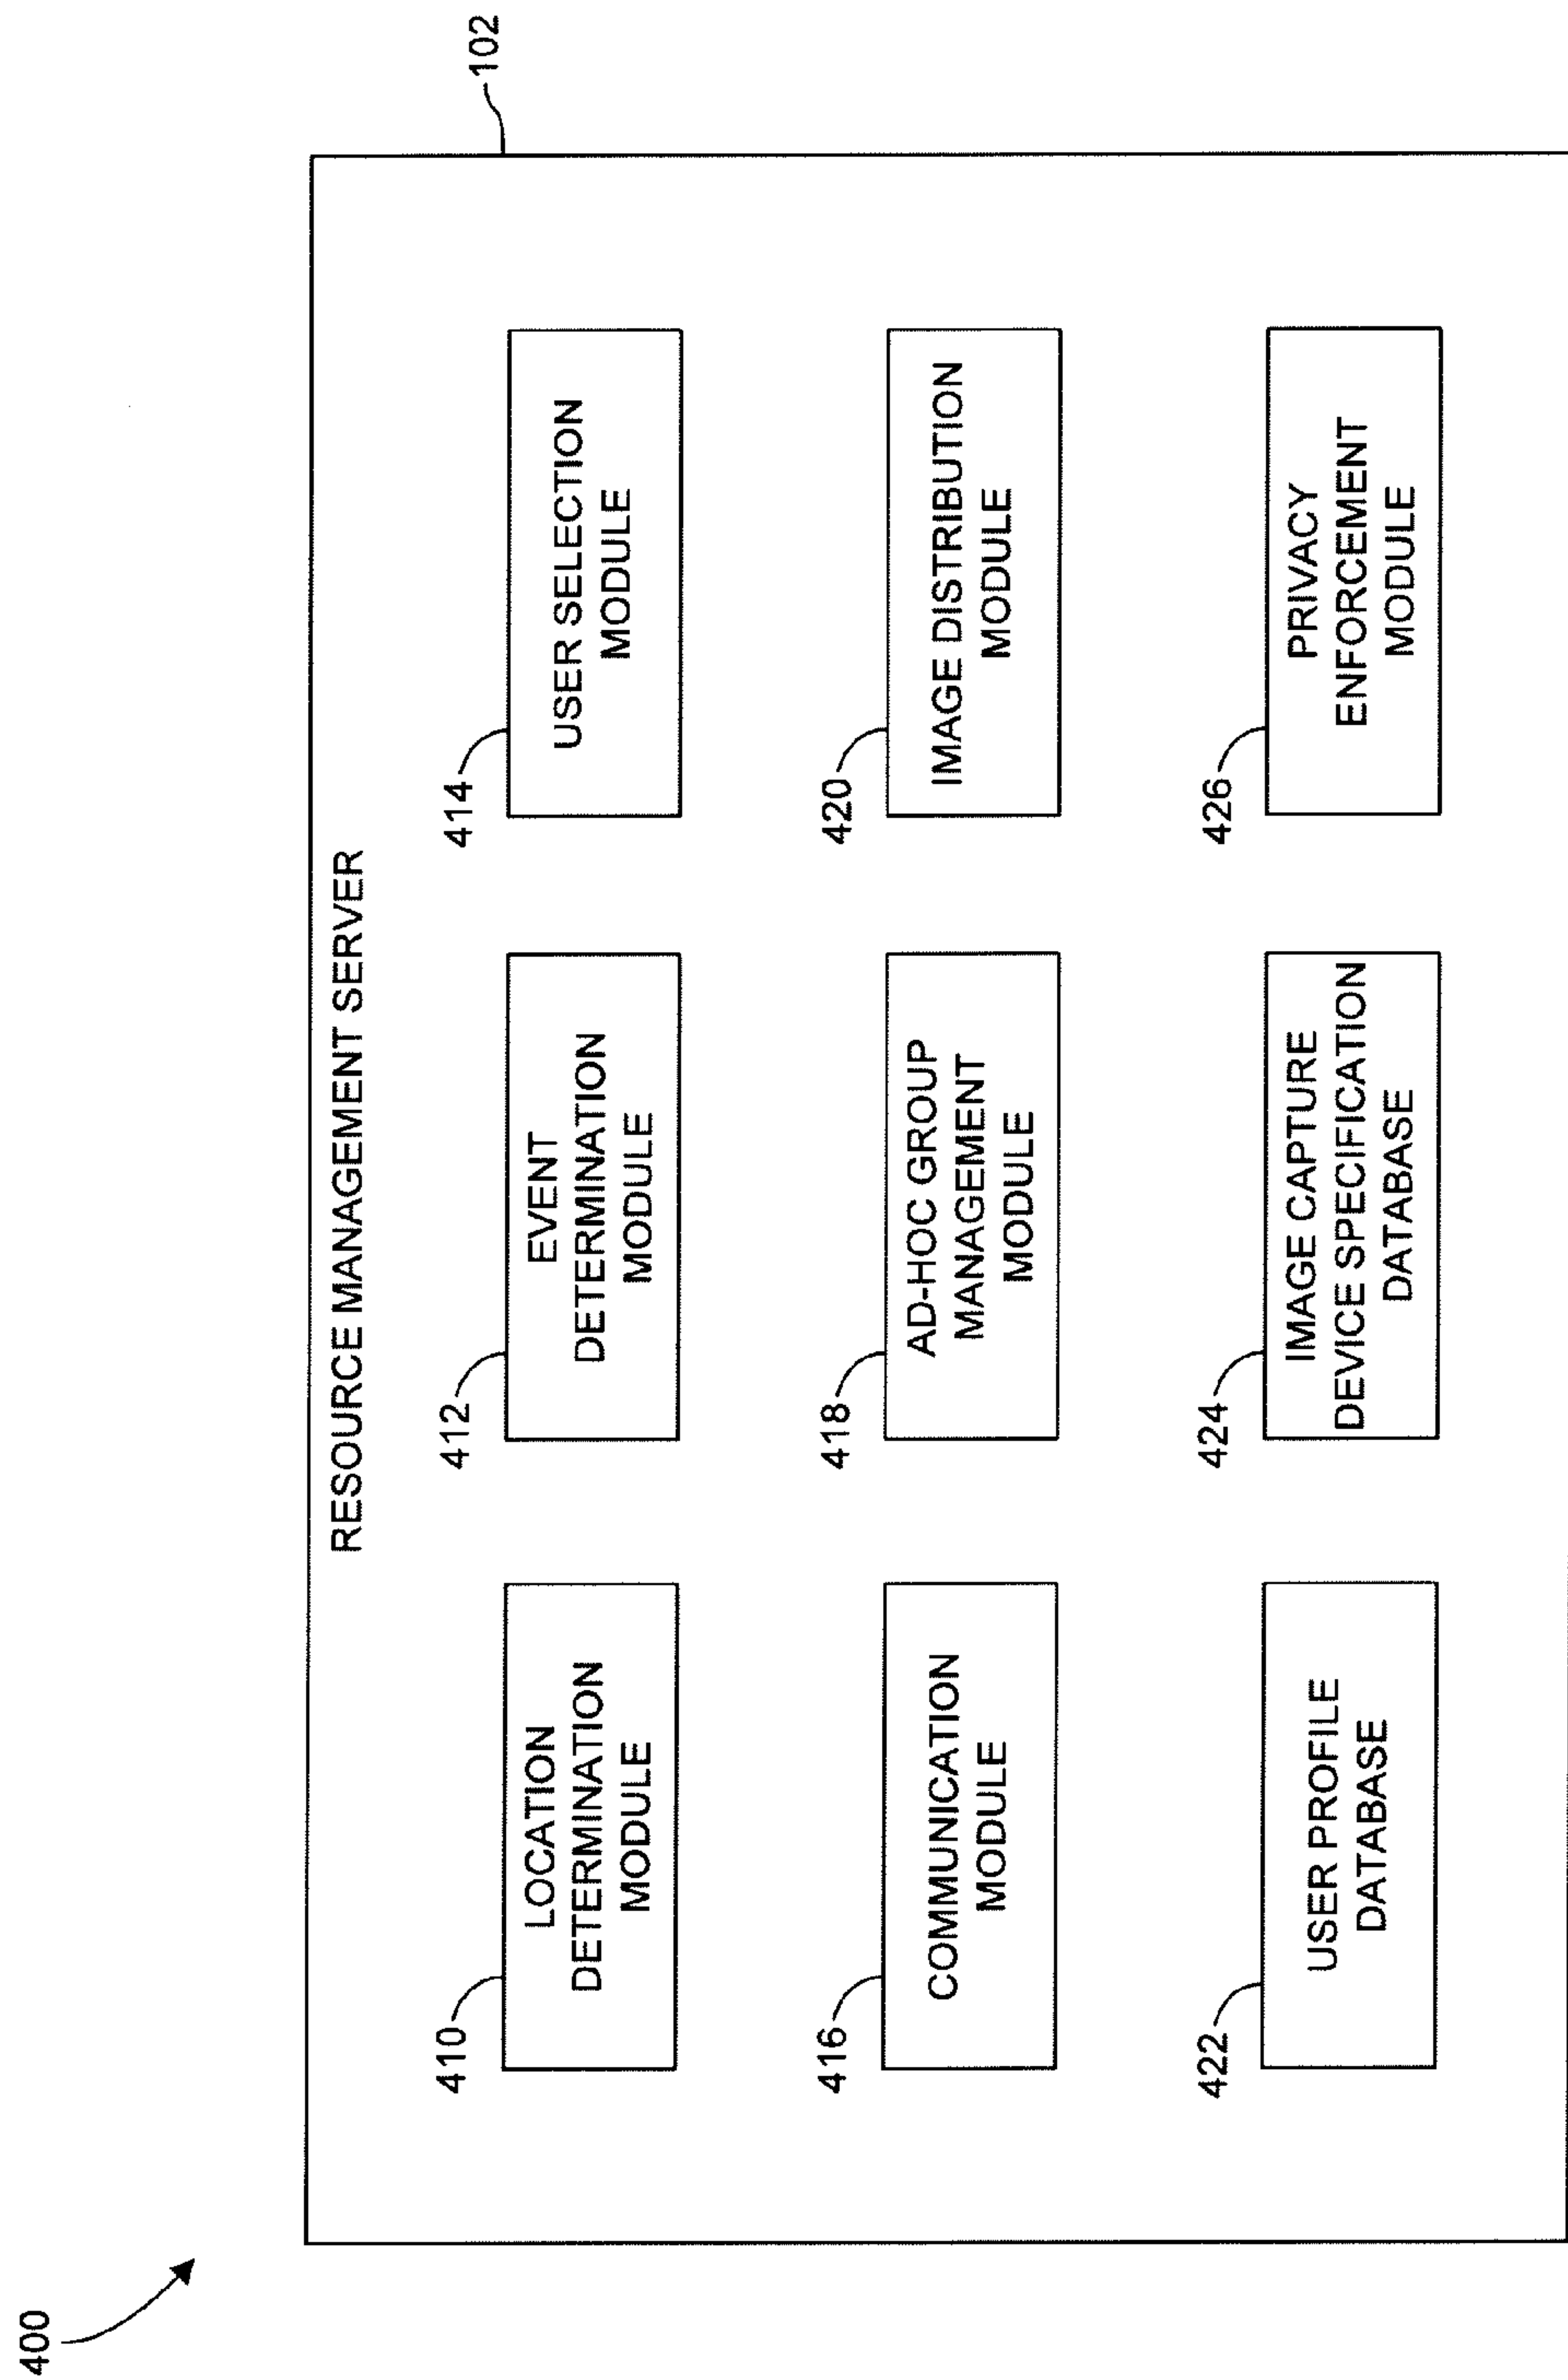 400
102
RESOURCE MANAGEMENT SERVER
410
LOCATION
DETERMINATION
MODULE
412
EVENT
DETERMINATION
MODULE
414
USER SELECTION
MODULE
416
COMMUNICATION
MODULE
418
AD-HOC GROUP
MANAGEMENT
MODULE
420
IMAGE DISTRIBUTION
MODULE
422
USER PROFILE
DATABASE
424
IMAGE CAPTURE
DEVICE SPECIFICATION
DATABASE
426
PRIVACY
ENFORCEMENT
MODULE